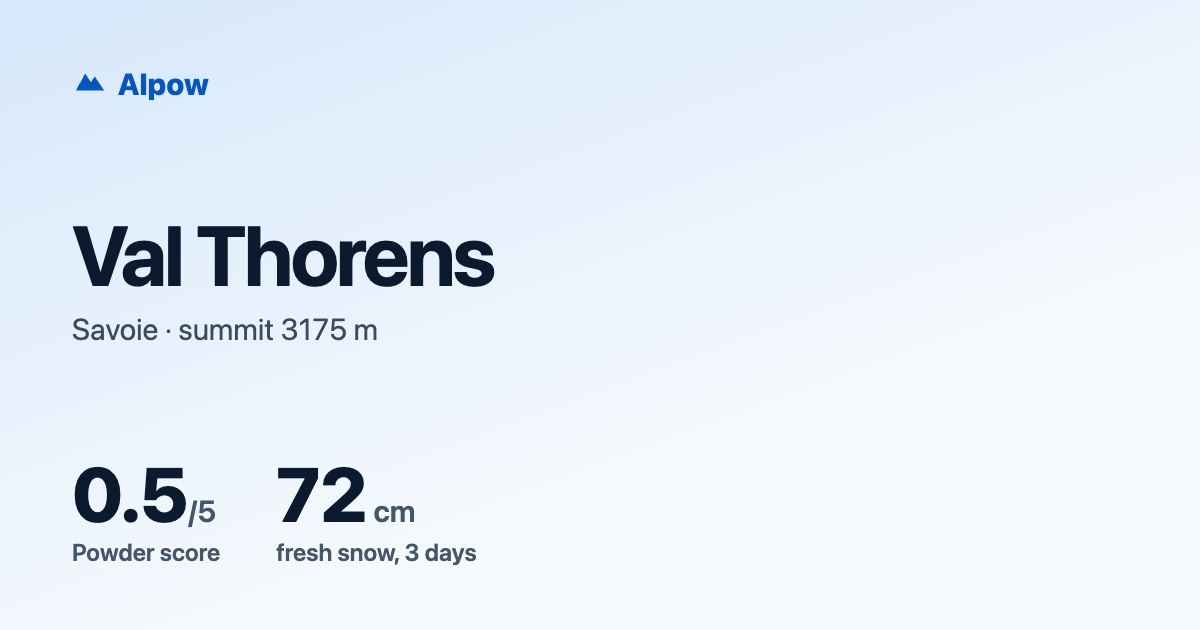 Alpow
Val Thorens
Savoie · summit 3175 m
0.5/5 72 cm
Powder score fresh snow, 3 days